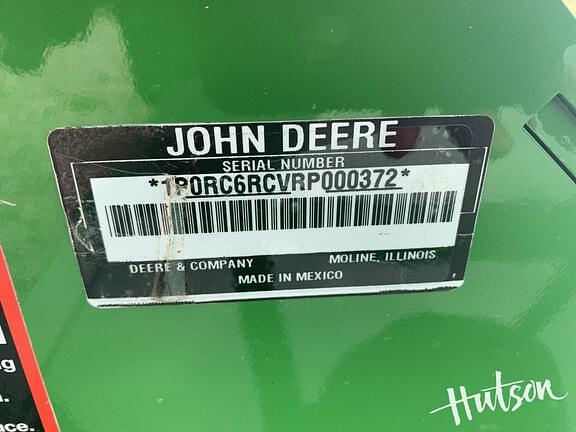 JOHN DEERE
SERIAL NUMBER
*1P0RC6RCVRP000372*
DEERE & COMPANY MOLINE, ILLINOIS
MADE IN MEXICO
Hutson